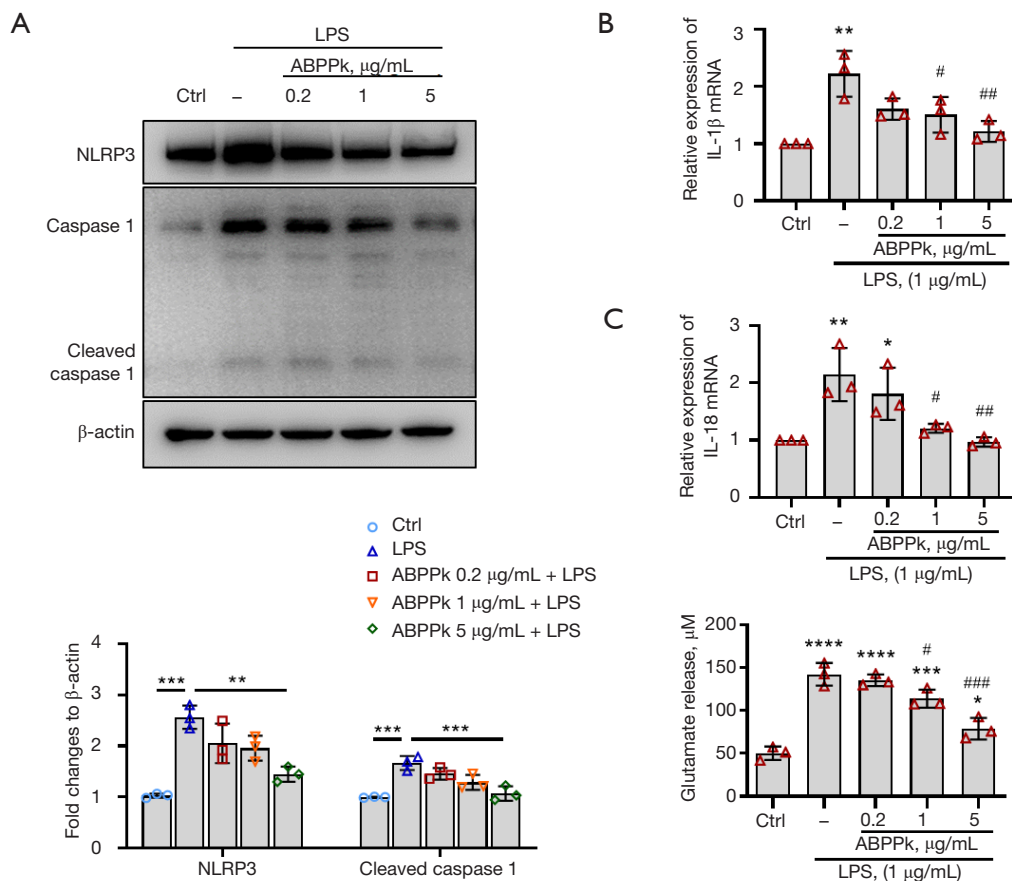 A
LPS
ABPPk, μg/mL
Ctrl – 0.2 1 5
NLRP3
Caspase 1
Cleaved
caspase 1
β-actin
Ctrl
LPS
ABPPk 0.2 μg/mL + LPS
ABPPk 1 μg/mL + LPS
ABPPk 5 μg/mL + LPS
Fold changes to β-actin
4
3
2
1
0
*** **
*** ***
NLRP3 Cleaved caspase 1
B
Relative expression of
IL-1β mRNA
3
2
1
0
** # ##
Ctrl – 0.2 1 5
ABPPk, μg/mL
LPS, (1 μg/mL)
C
Relative expression of
IL-18 mRNA
3
2
1
0
** * # ##
Ctrl – 0.2 1 5
ABPPk, μg/mL
LPS, (1 μg/mL)
Glutamate release, μM
200
150
100
50
0
**** **** # *** ### *
Ctrl – 0.2 1 5
ABPPk, μg/mL
LPS, (1 μg/mL)